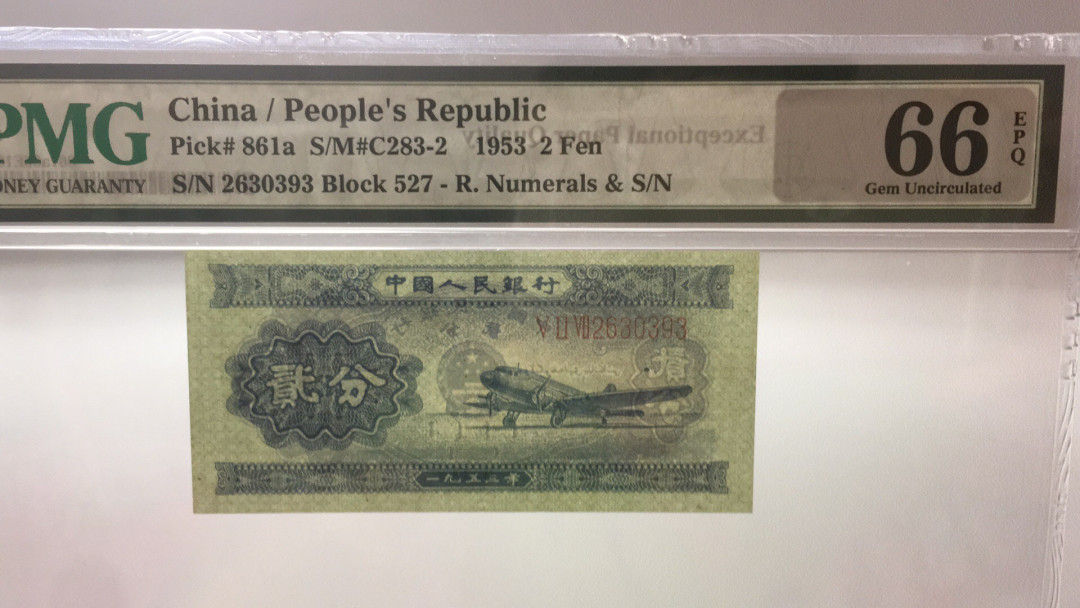 PMG
China / People's Republic
Pick# 861a S/M#C283-2 1953 2 Fen
ONEY GUARANTY
S/N 2630393 Block 527 - R. Numerals & S/N
Exceptional Paper Quality
66
EPQ
Gem Uncirculated
中國人民銀行
V II VII 2630393
貳分
一九五三年